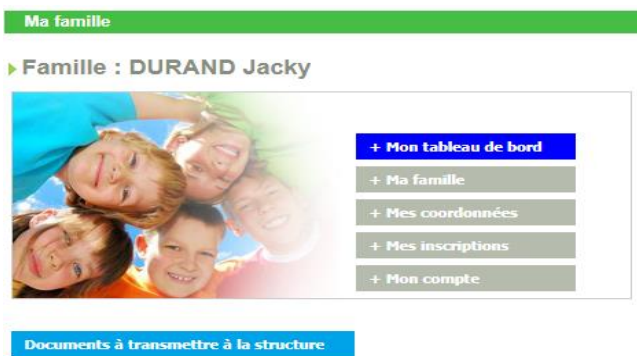 Ma famille
Famille : DURAND Jacky
+ Mon tableau de bord
+ Ma famille
+ Mes coordonnées
+ Mes inscriptions
+ Mon compte
Documents à transmettre à la structure